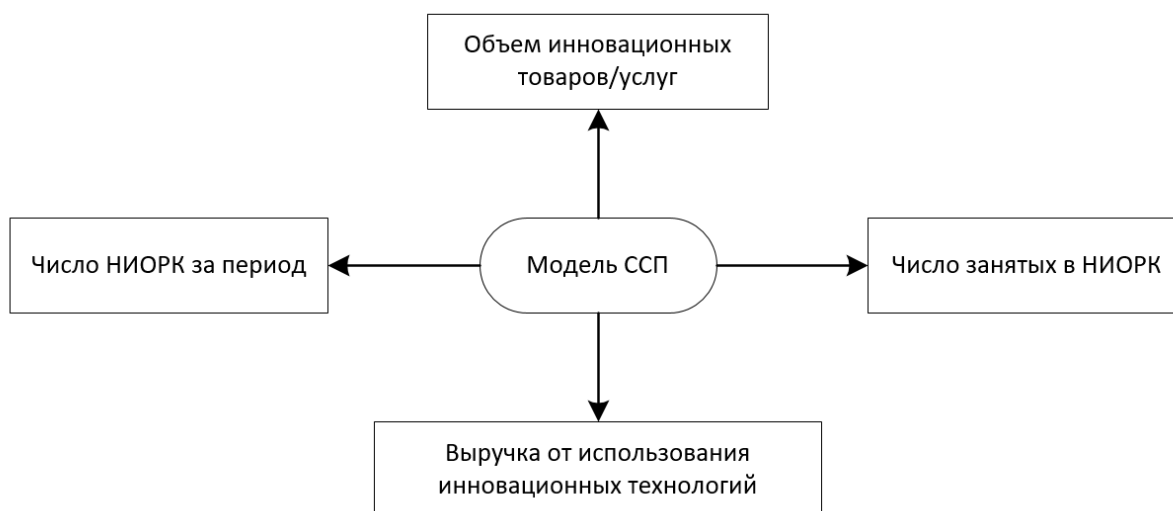 Объем инновационных
товаров/услуг
Число НИОРК за период
Модель ССП
Число занятых в НИОРК
Выручка от использования
инновационных технологий